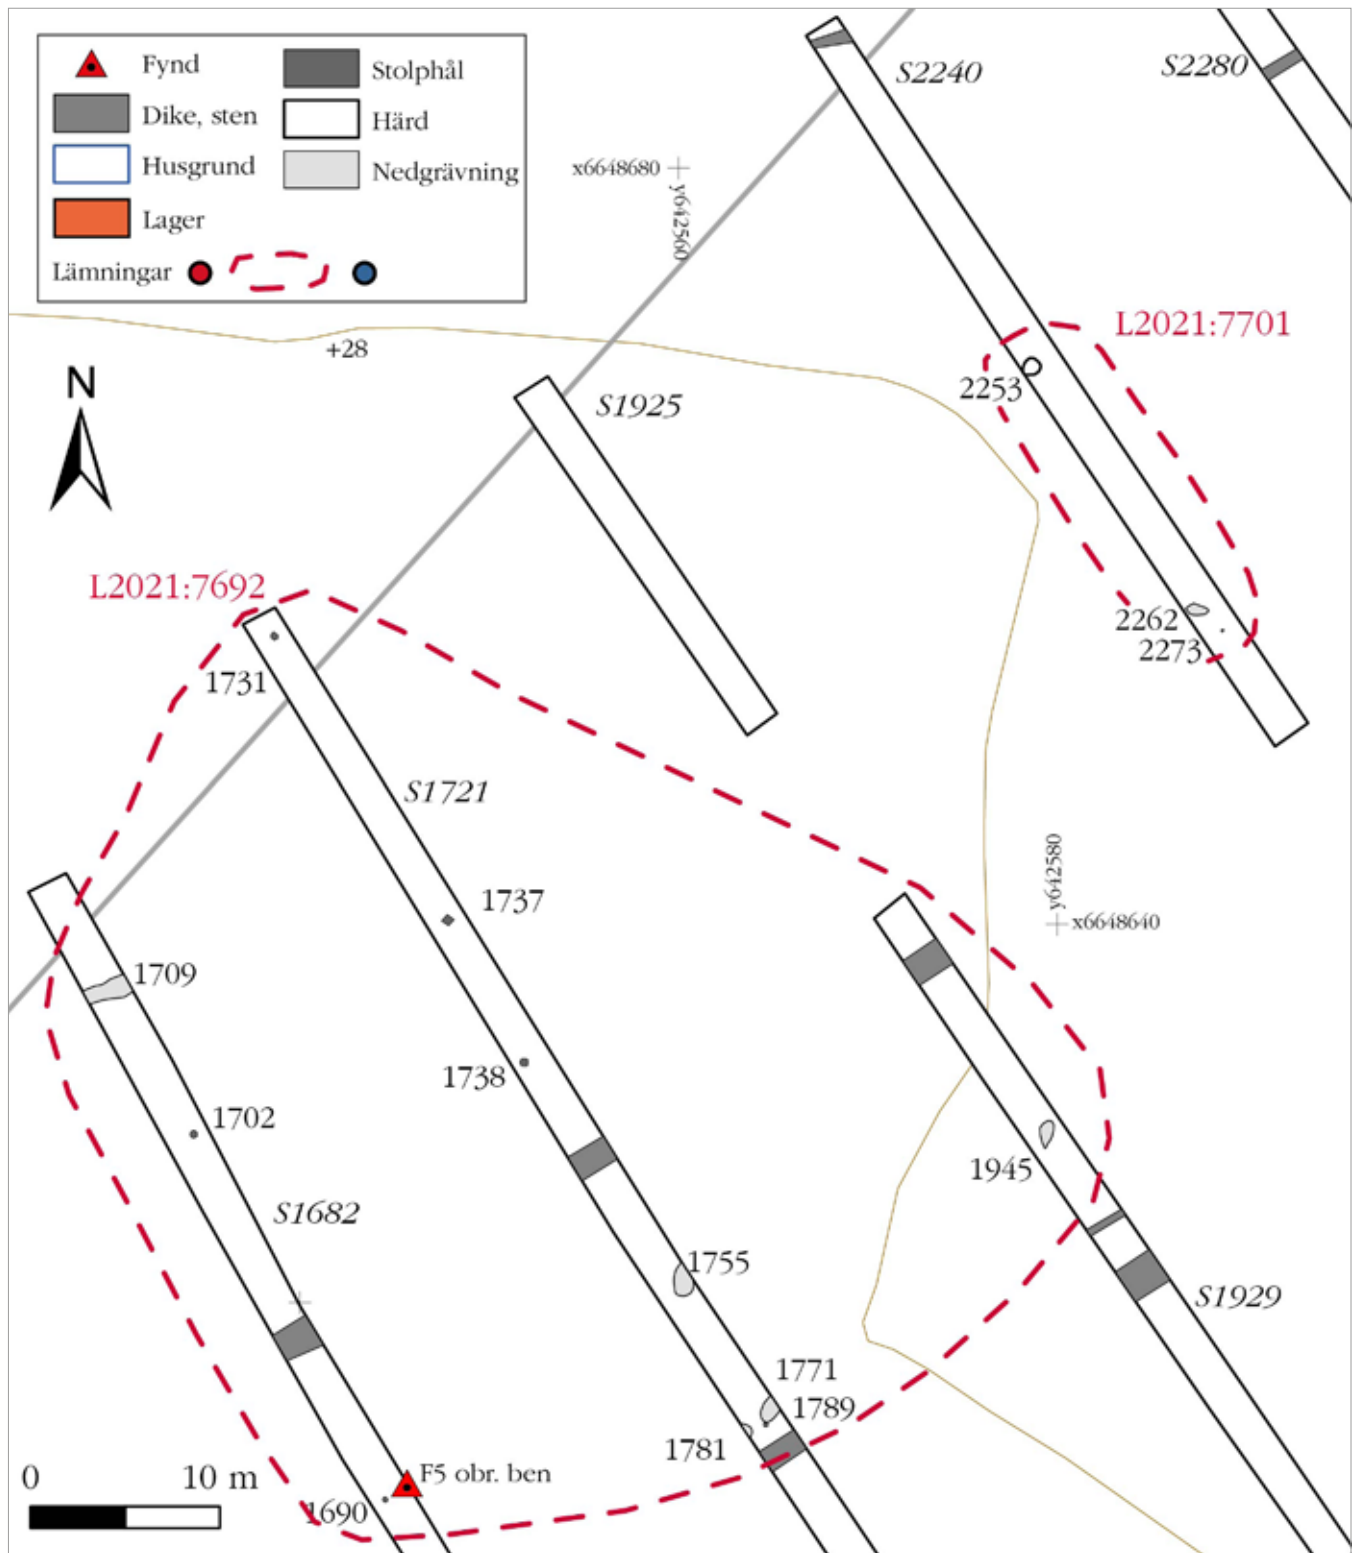 Fynd
Stolphål
Dike, sten
Härd
Husgrund
Nedgrävning
Lager
Lämningar
S2240
S2280
x6648680
y642560
L2021:7701
+28
2253
S1925
N
L2021:7692
2262
2273
1731
S1721
y642580
x6648640
1737
1709
1738
1702
1945
S1682
1755
S1929
1771
1789
1781
0 10 m
F5 obr. ben
1690